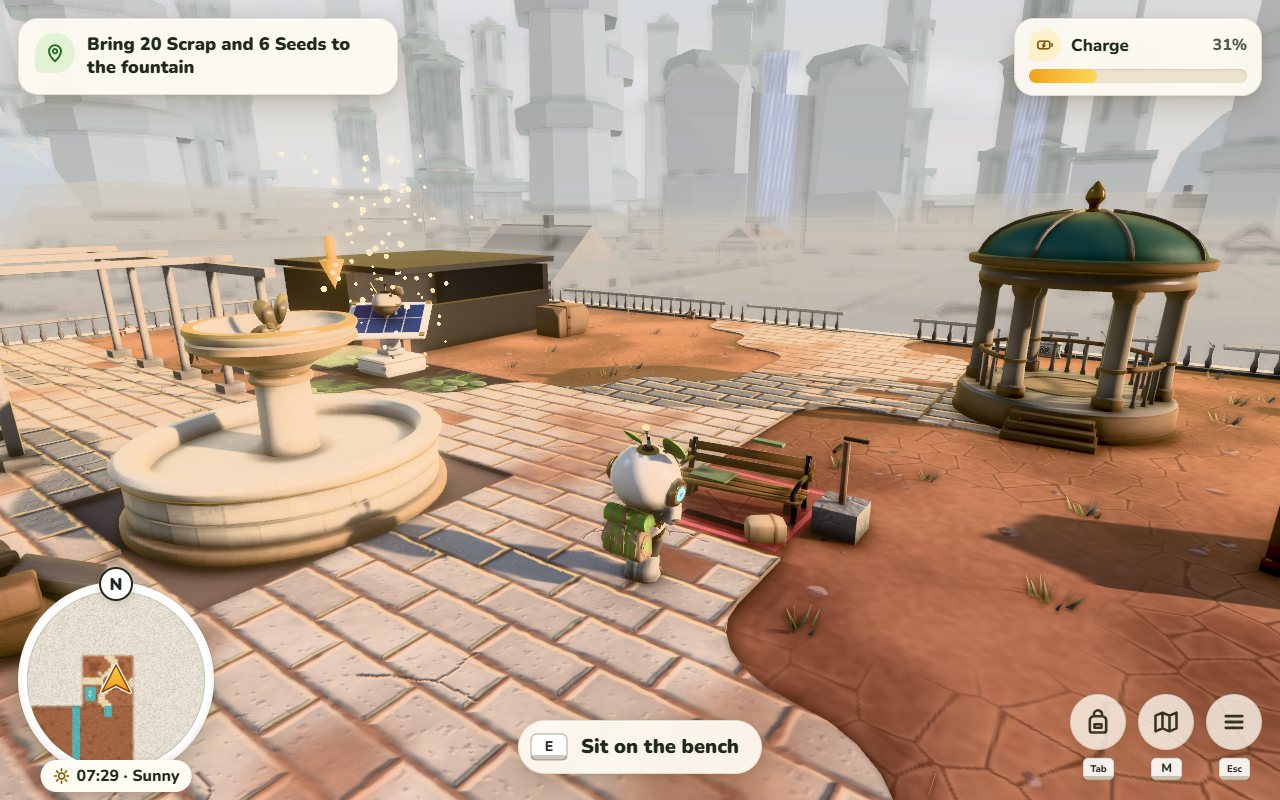 Bring 20 Scrap and 6 Seeds to
the fountain
Charge 31%
N
07:29 · Sunny
E Sit on the bench
Tab M Esc